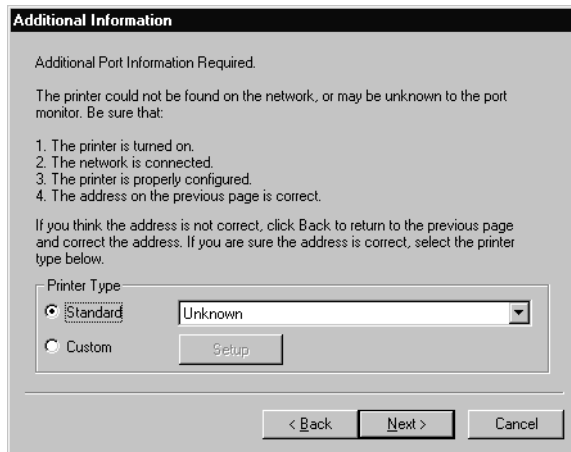 Additional Information
Additional Port Information Required.
The printer could not be found on the network, or may be unknown to the port
monitor. Be sure that:
1. The printer is turned on.
2. The network is connected.
3. The printer is properly configured.
4. The address on the previous page is correct.
If you think the address is not correct, click Back to return to the previous page
and correct the address. If you are sure the address is correct, select the printer
type below.
Printer Type
Standard
Unknown
Custom
Setup
< Back
Next >
Cancel